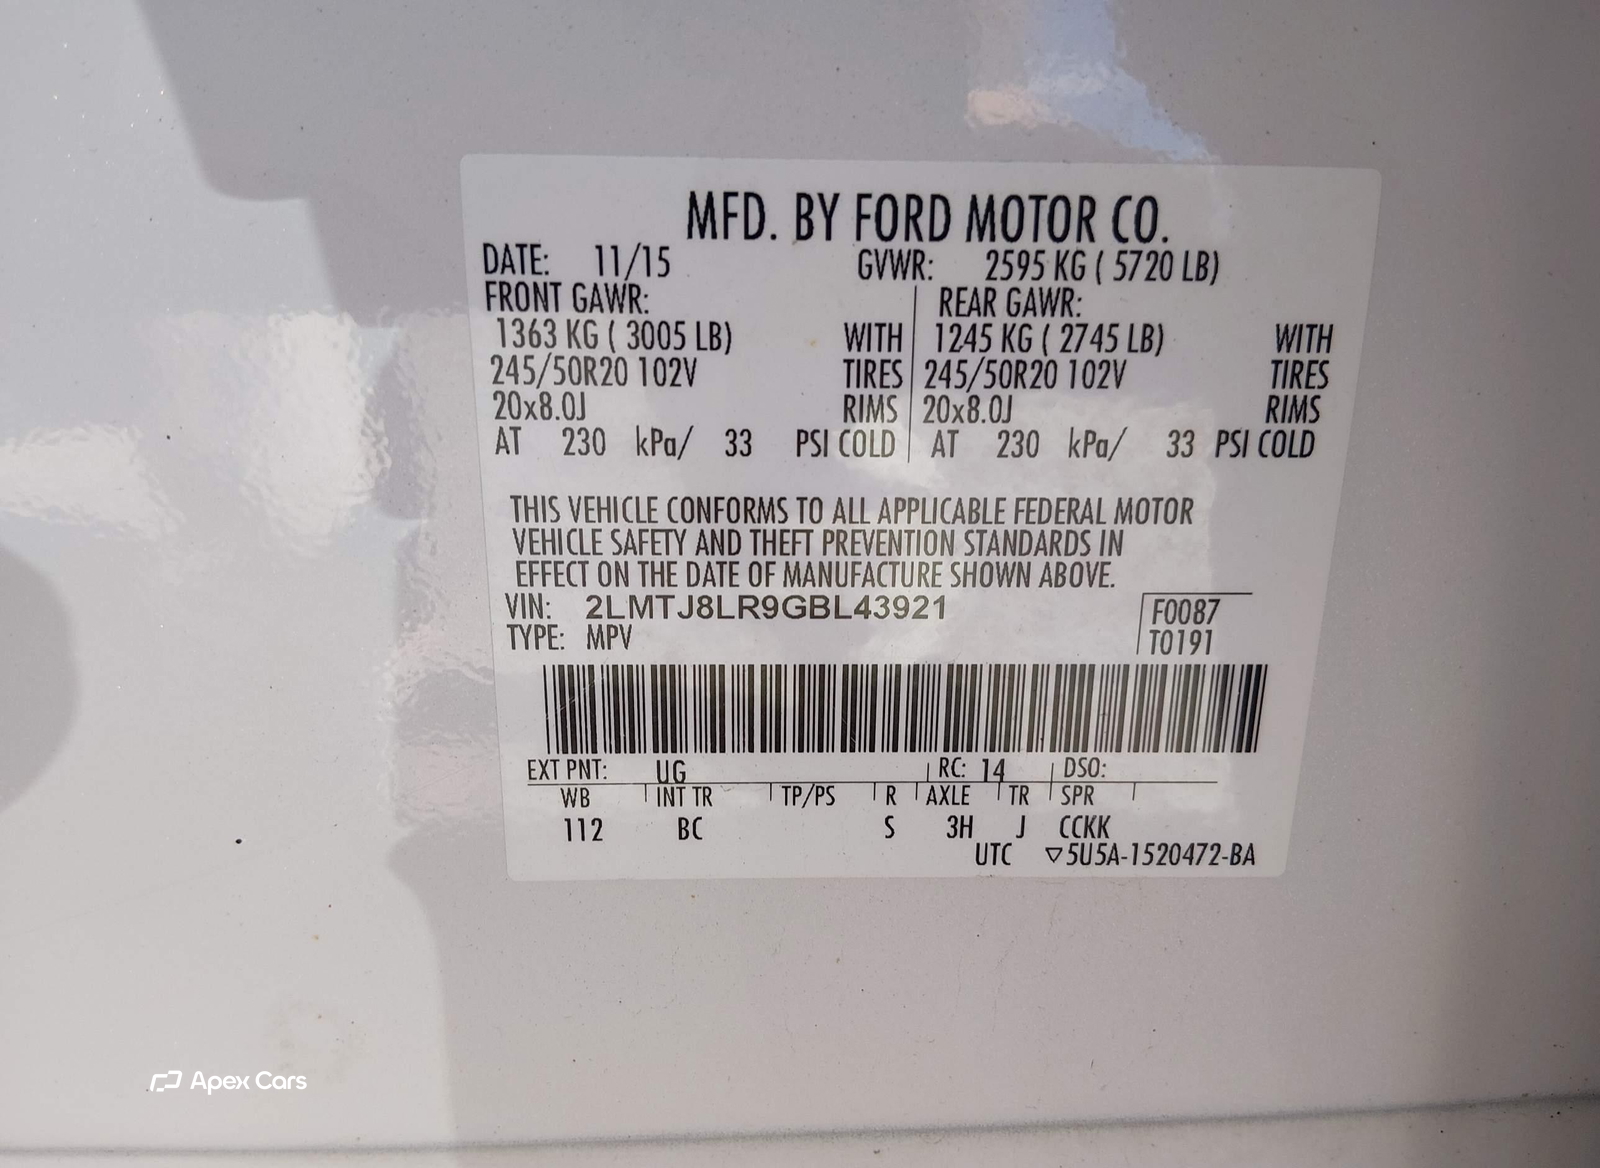 MFD. BY FORD MOTOR CO.
DATE: 11/15 GVWR: 2595 KG ( 5720 LB)
FRONT GAWR: REAR GAWR:
1363 KG ( 3005 LB) WITH 1245 KG ( 2745 LB) WITH
245/50R20 102V TIRES 245/50R20 102V TIRES
20x8.0J RIMS 20x8.0J RIMS
AT 230 kPa/ 33 PSI COLD AT 230 kPa/ 33 PSI COLD
THIS VEHICLE CONFORMS TO ALL APPLICABLE FEDERAL MOTOR
VEHICLE SAFETY AND THEFT PREVENTION STANDARDS IN
EFFECT ON THE DATE OF MANUFACTURE SHOWN ABOVE.
VIN: 2LMTJ8LR9GBL43921 F0087
TYPE: MPV T0191
EXT PNT: UG RC: 14 DSO:
WB INT TR TP/PS R AXLE TR SPR
112 BC S 3H J CCKK
UTC ▽5U5A-1520472-BA
Apex Cars